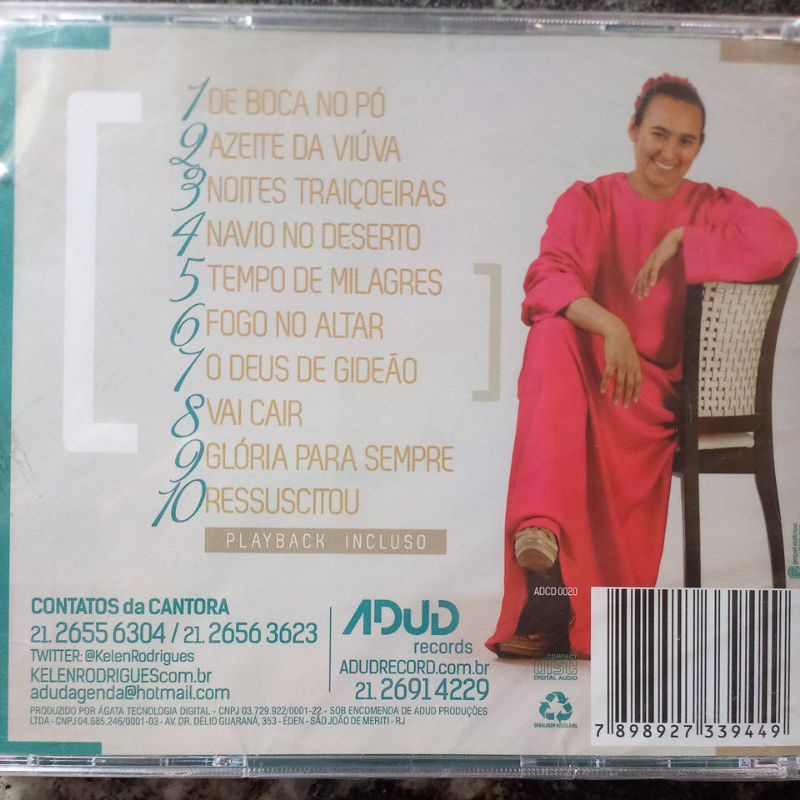 1 DE BOCA NO PÓ
2 AZEITE DA VIÚVA
3 NOITES TRAIÇOEIRAS
4 NAVIO NO DESERTO
5 TEMPO DE MILAGRES
6 FOGO NO ALTAR
7 O DEUS DE GIDEÃO
8 VAI CAIR
9 GLÓRIA PARA SEMPRE
10 RESSUSCITOU
PLAYBACK INCLUSO
CONTATOS da CANTORA
21. 2655 6304 / 21. 2656 3623
TWITTER: @KelenRodrigues
KELENRODRIGUEScom.br
adudagenda@hotmail.com
ADUD
records
ADUDRECORD.com.br
21. 2691 4229
PRODUZIDO POR ÁGATA TECNOLOGIA DIGITAL - CNPJ 03.729.922/0001-22 - SOB ENCOMENDA DE ADUD PRODUÇÕES
LTDA - CNPJ 04.685.246/0001-03 - AV. DR. DÉLIO GUARANÁ, 353 - ÉDEN - SÃO JOÃO DE MERITI - RJ
ADCD 0020
COMPACT
disc
DIGITAL AUDIO
EMBALAGEM RECICLÁVEL
7 898927 339449